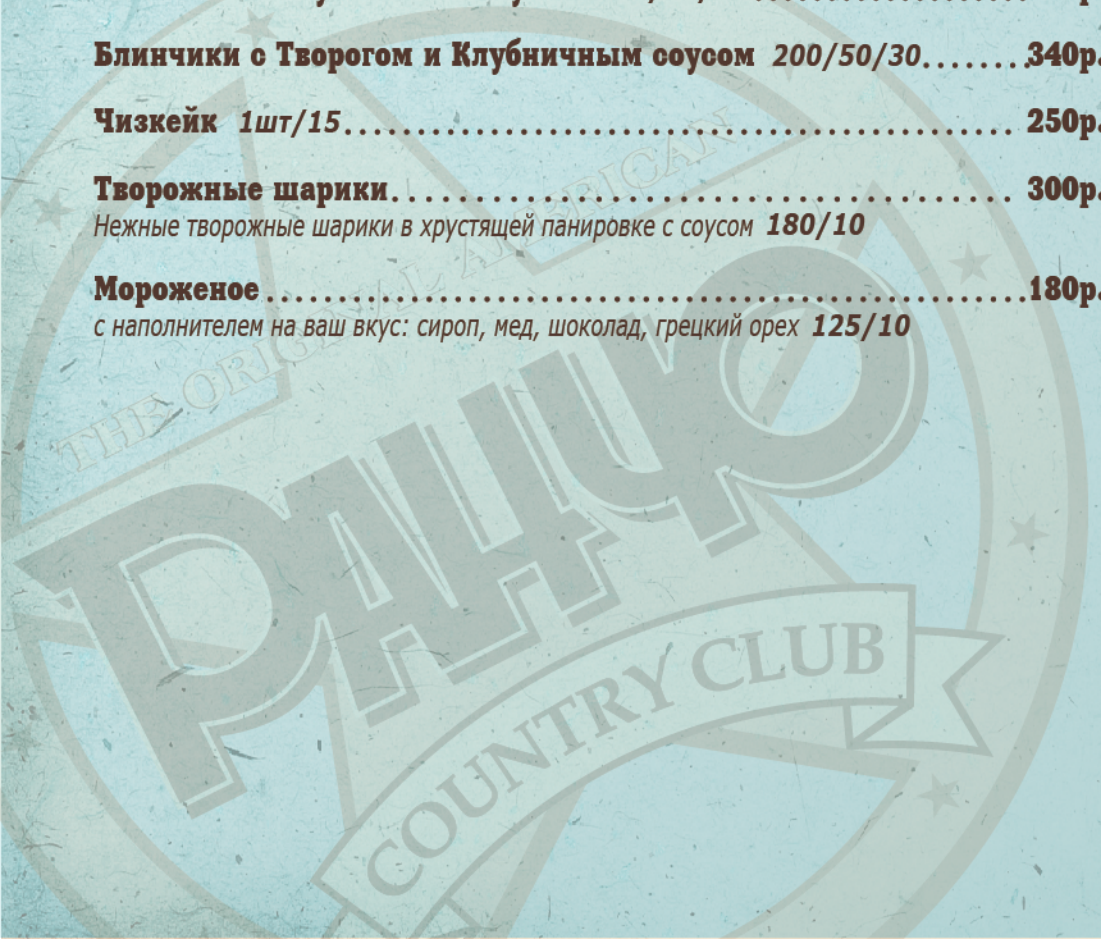 Блинчики с Творогом и Клубничным соусом 200/50/30........340р.
Чизкейк 1шт/15.............................................. 250р.
Творожные шарики........................................... 300р.
Нежные творожные шарики в хрустящей панировке с соусом 180/10
Мороженое.....................................................180р.
с наполнителем на ваш вкус: сироп, мед, шоколад, грецкий орех 125/10
THE ORIGINAL AMERICAN
РАНЧО
COUNTRY CLUB